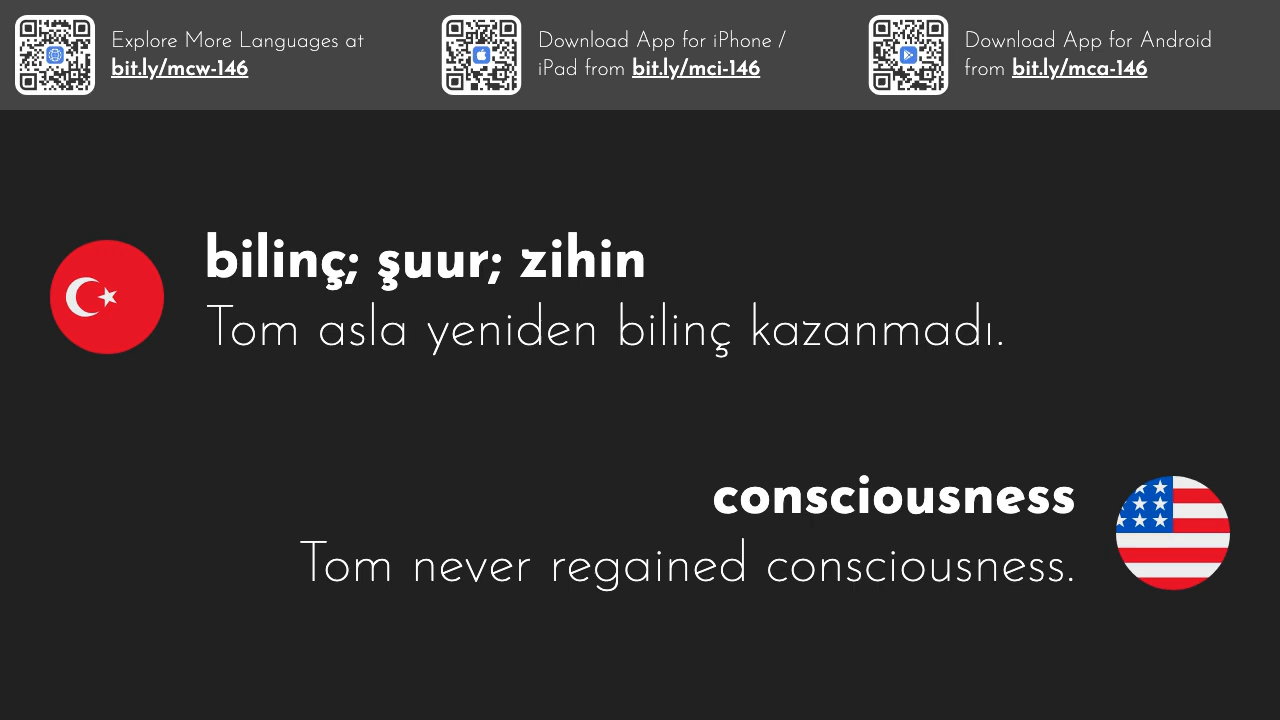 Explore More Languages at
bit.ly/mcw-146
Download App for iPhone /
iPad from bit.ly/mci-146
Download App for Android
from bit.ly/mca-146
bilinç; şuur; zihin
Tom asla yeniden bilinç kazanmadı.
consciousness
Tom never regained consciousness.